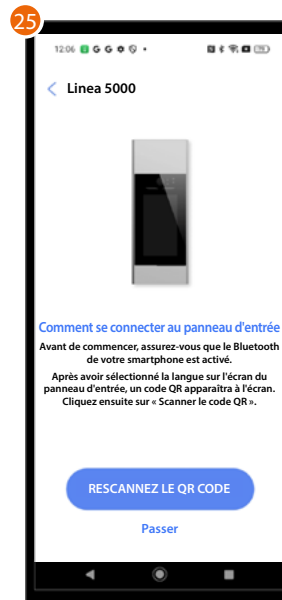 25
12:06 G G
Linea 5000
Comment se connecter au panneau d'entrée
Avant de commencer, assurez-vous que le Bluetooth
de votre smartphone est activé.
Après avoir sélectionné la langue sur l'écran du
panneau d'entrée, un code QR apparaîtra à l'écran.
Cliquez ensuite sur « Scanner le code QR ».
RESCANNEZ LE QR CODE
Passer